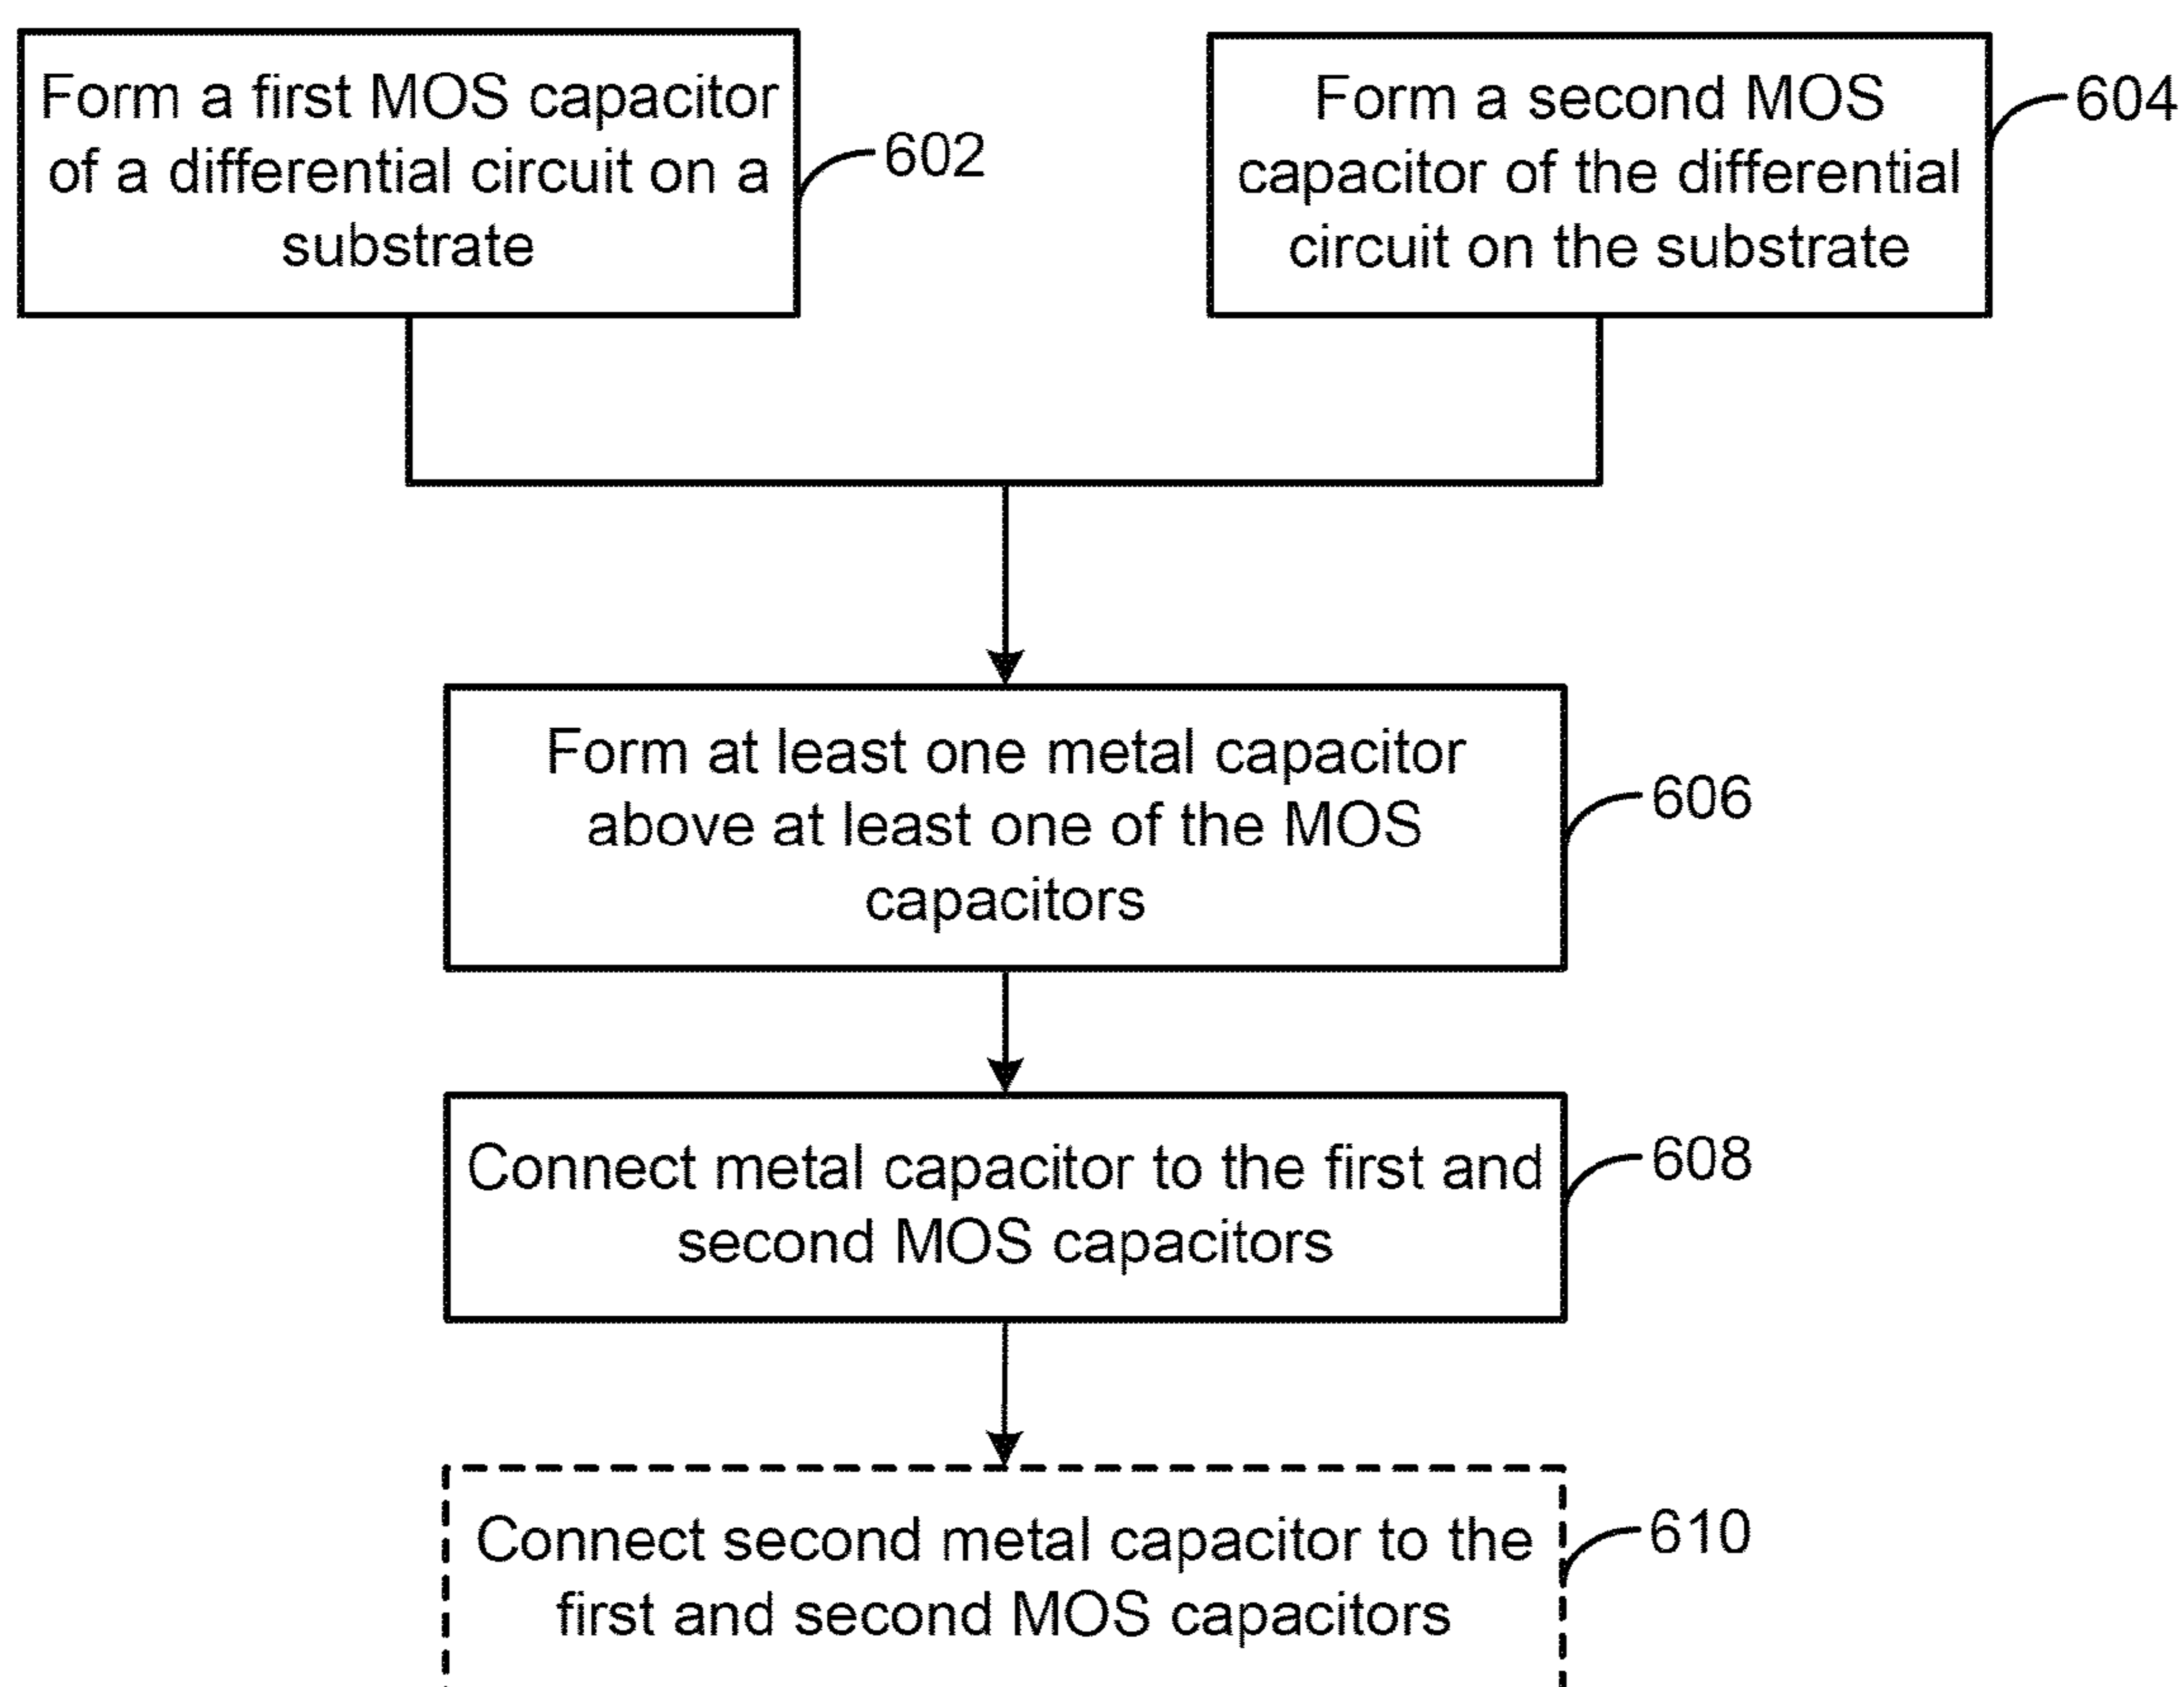 Form a first MOS capacitor
of a differential circuit on a
substrate
602
Form a second MOS
capacitor of the differential
circuit on the substrate
604
Form at least one metal capacitor
above at least one of the MOS
capacitors
606
Connect metal capacitor to the first and
second MOS capacitors
608
Connect second metal capacitor to the
first and second MOS capacitors
610